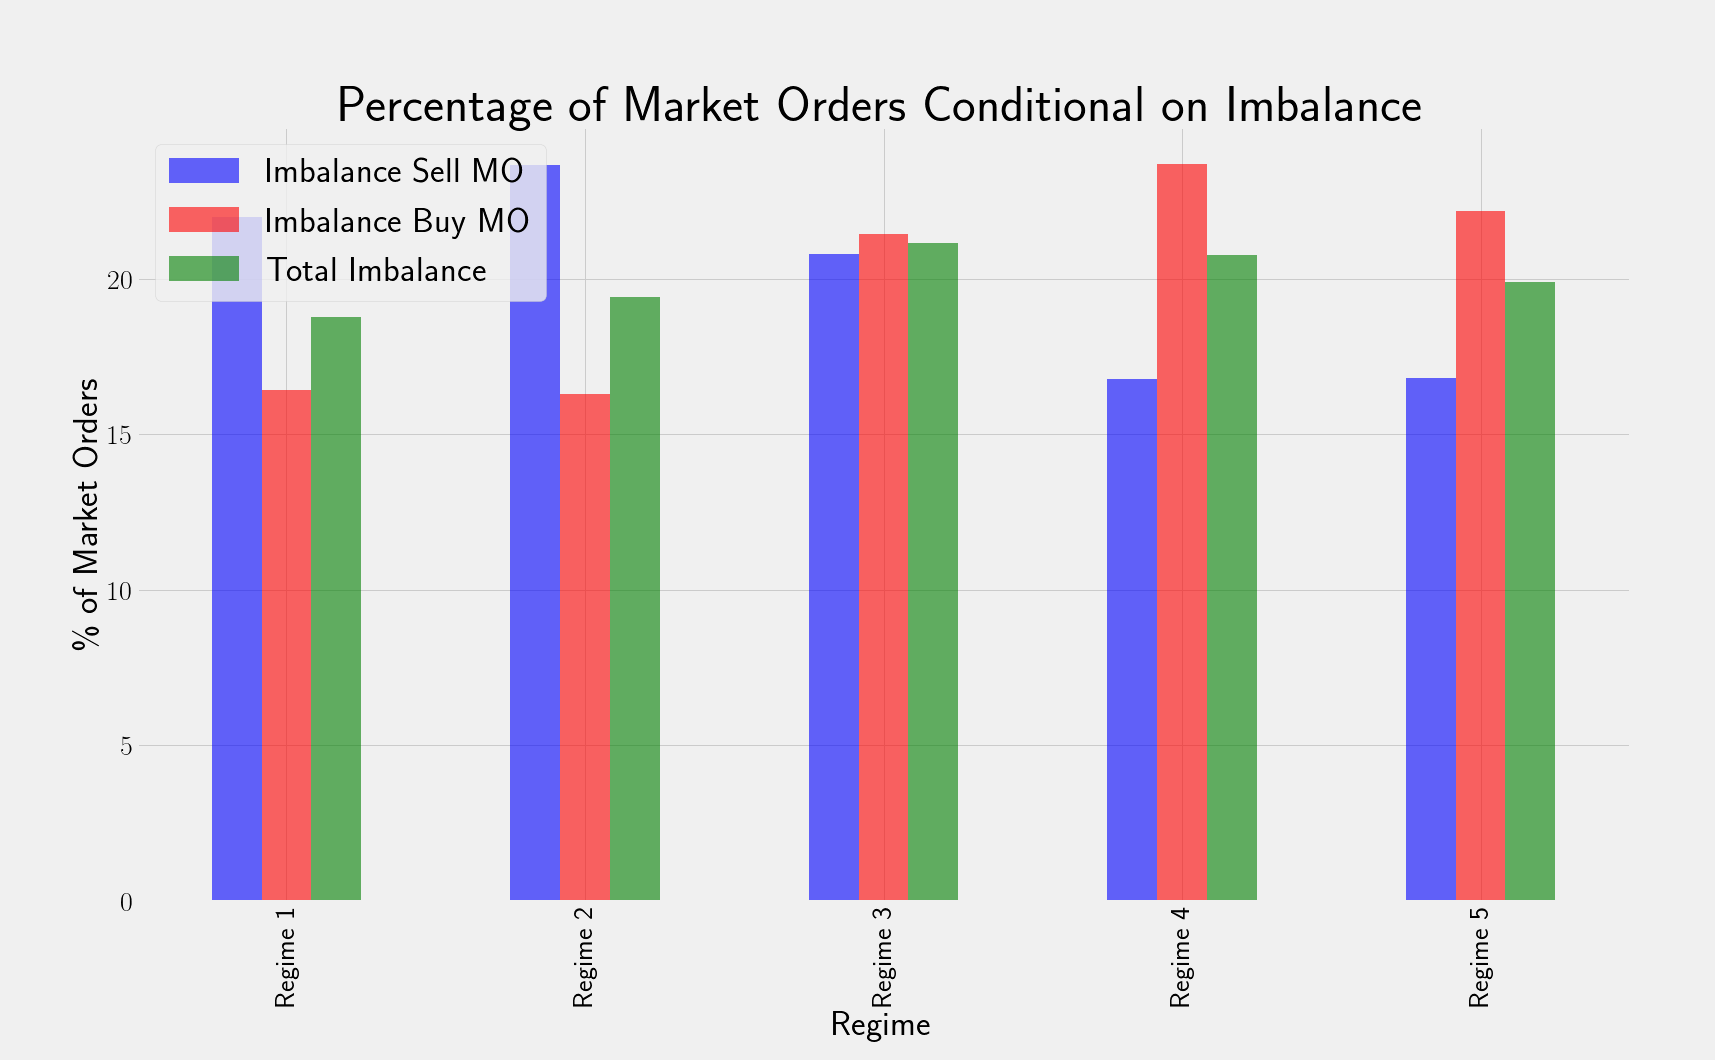 Percentage of Market Orders Conditional on Imbalance
Imbalance Sell MO
Imbalance Buy MO
Total Imbalance
% of Market Orders
20
15
10
5
0
Regime 1
Regime 2
Regime 3
Regime 4
Regime 5
Regime